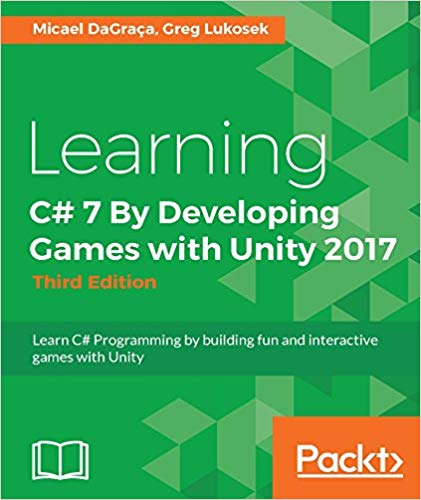 Micael DaGraça, Greg Lukosek
Learning
C# 7 By Developing
Games with Unity 2017
Third Edition
Learn C# Programming by building fun and interactive
games with Unity
Packt>